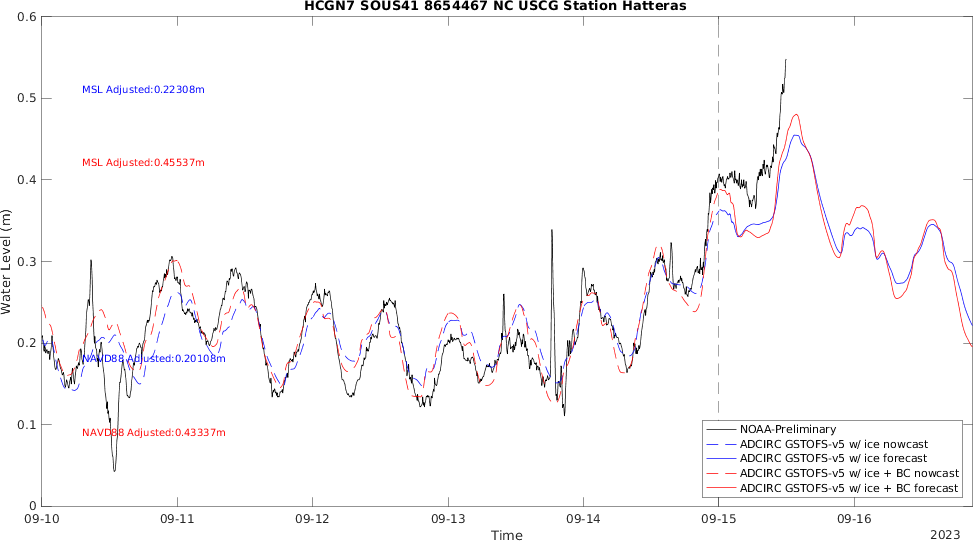 HCGN7 SOUS41 8654467 NC USCG Station Hatteras
0.6
0.5
0.4
0.3
0.2
0.1
0
Water Level (m)
MSL Adjusted:0.22308m
MSL Adjusted:0.45537m
NAVD88 Adjusted:0.20108m
NAVD88 Adjusted:0.43337m
NOAA-Preliminary
ADCIRC GSTOFS-v5 w/ ice nowcast
ADCIRC GSTOFS-v5 w/ ice forecast
ADCIRC GSTOFS-v5 w/ ice + BC nowcast
ADCIRC GSTOFS-v5 w/ ice + BC forecast
09-10 09-11 09-12 09-13 09-14 09-15 09-16
Time
2023